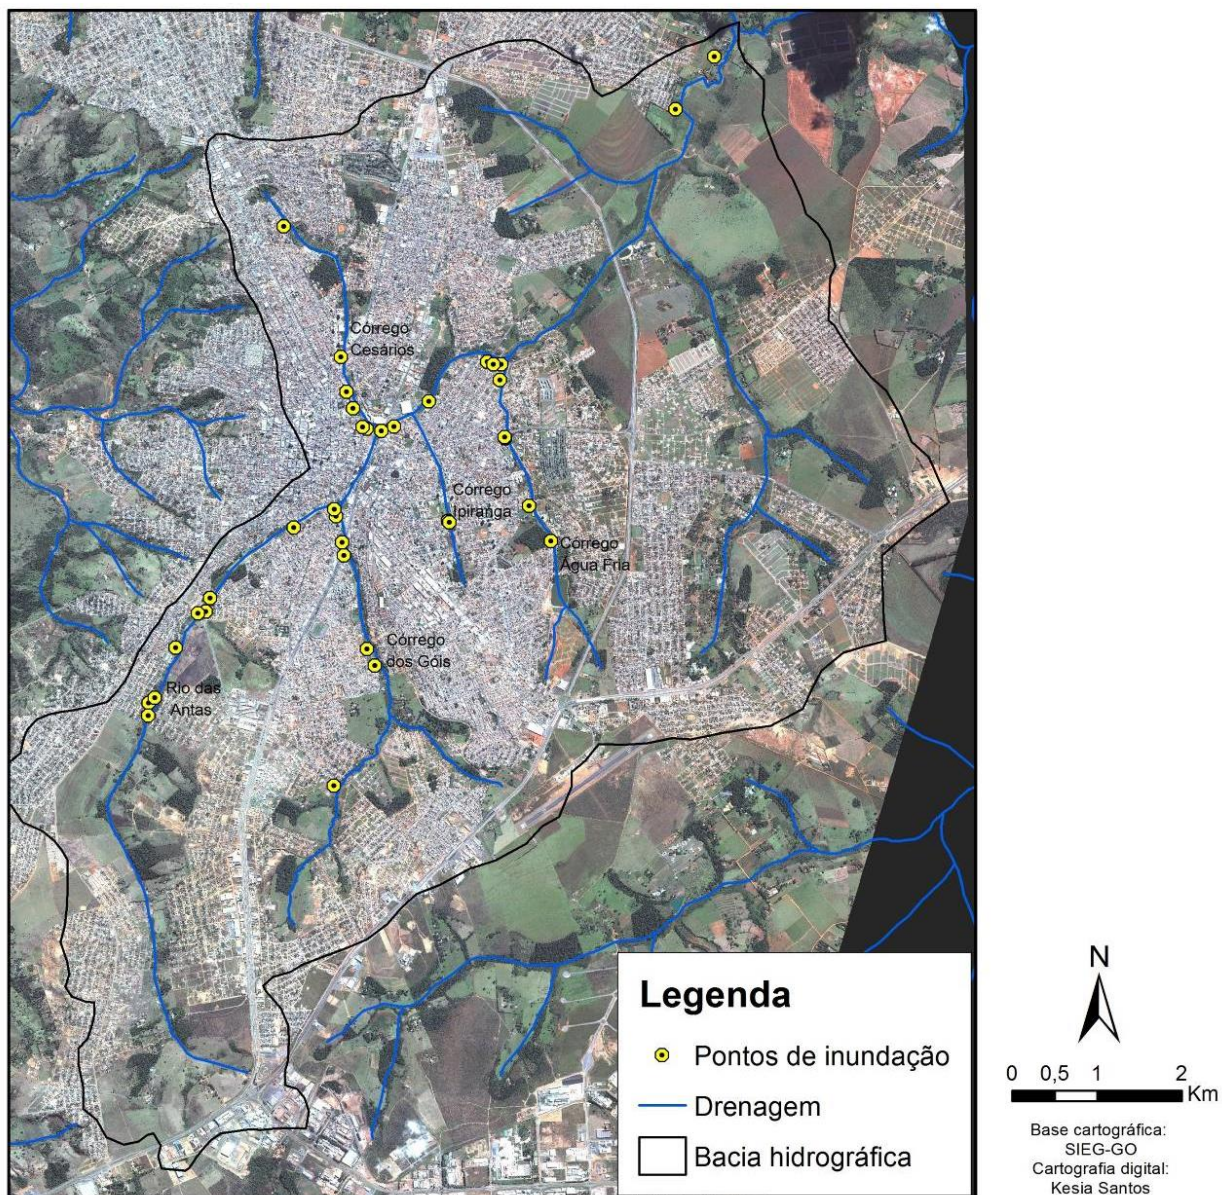 Córrego
Cesários
Córrego
Ipiranga
Córrego
Água Fria
Córrego
dos Góis
Rio das
Antas
Legenda
Pontos de inundação
Drenagem
Bacia hidrográfica
N
0 0,5 1 2
Km
Base cartográfica:
SIEG-GO
Cartografia digital:
Kesia Santos